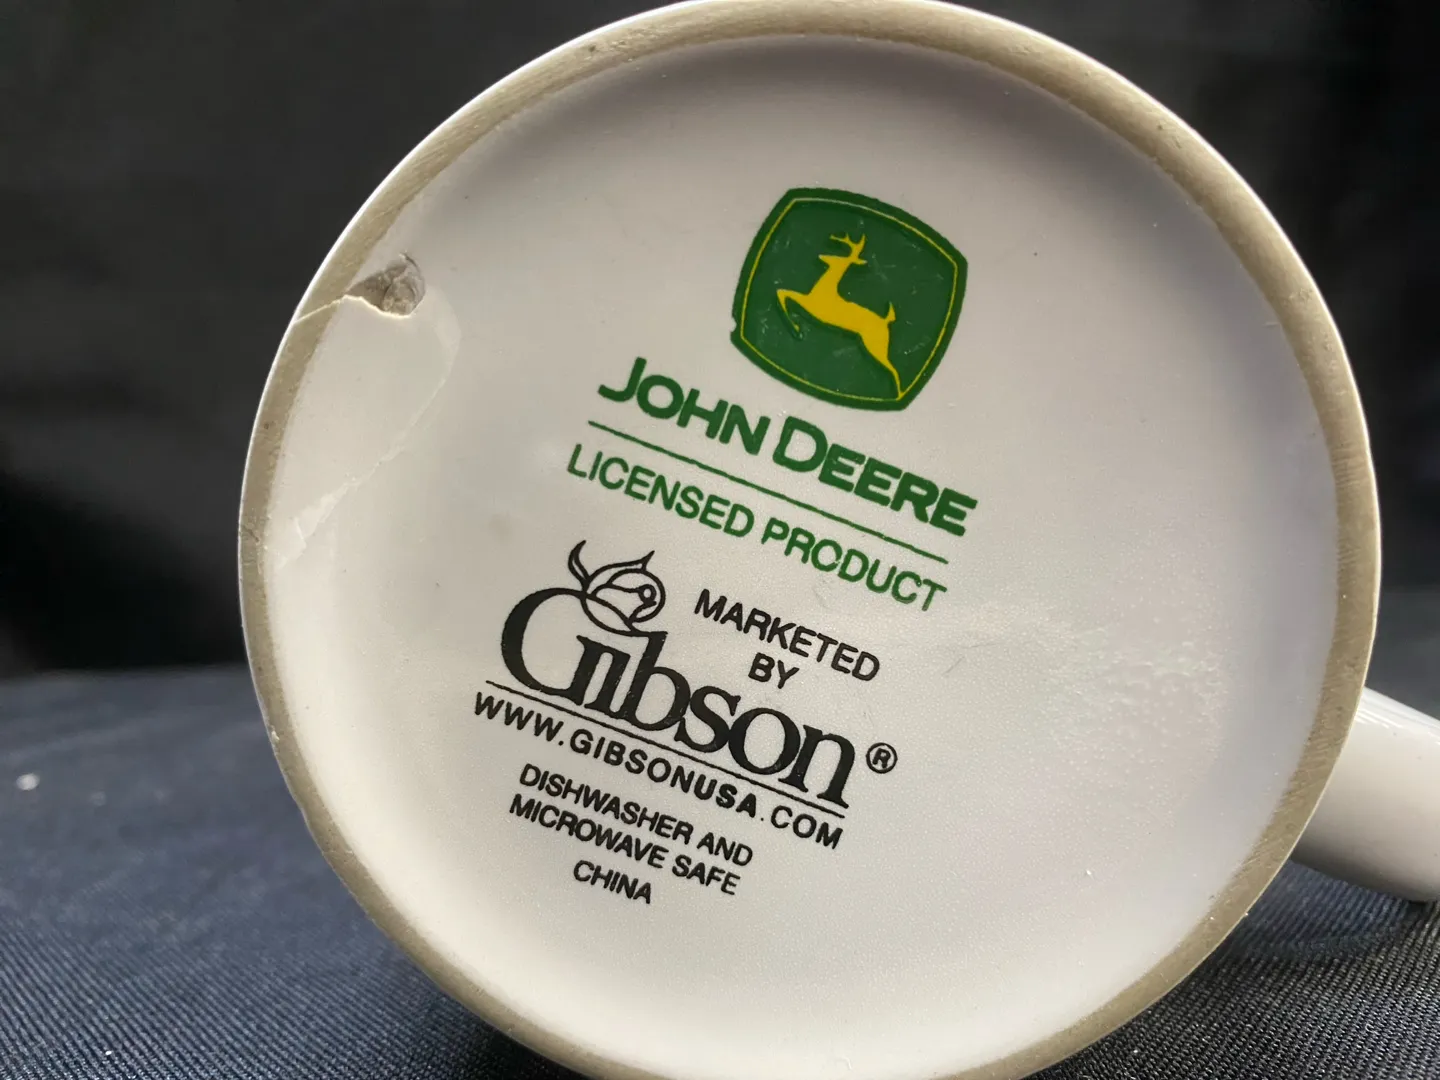 JOHN DEERE
LICENSED PRODUCT
MARKETED
BY
Gibson®
WWW.GIBSONUSA.COM
DISHWASHER AND
MICROWAVE SAFE
CHINA